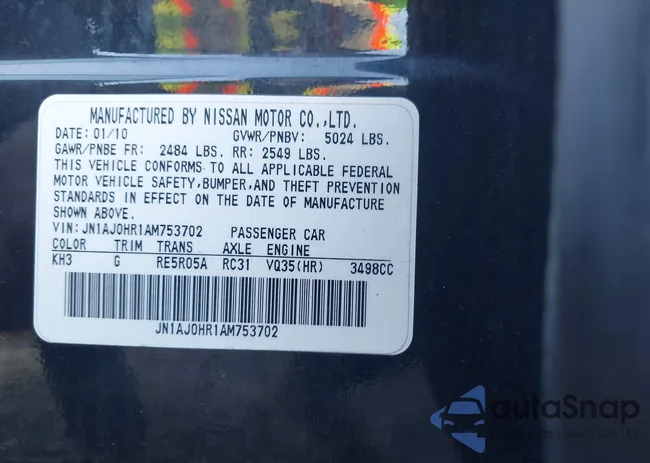 MANUFACTURED BY NISSAN MOTOR CO.,LTD.
DATE: 01/10 GVWR/PNBV: 5024 LBS.
GAWR/PNBE FR: 2484 LBS. RR: 2549 LBS.
THIS VEHICLE CONFORMS TO ALL APPLICABLE FEDERAL
MOTOR VEHICLE SAFETY,BUMPER,AND THEFT PREVENTION
STANDARDS IN EFFECT ON THE DATE OF MANUFACTURE
SHOWN ABOVE.
VIN: JN1AJ0HR1AM753702 PASSENGER CAR
COLOR TRIM TRANS AXLE ENGINE
KH3 G RE5R05A RC31 VQ35(HR) 3498CC
JN1AJ0HR1AM753702
autoSnap